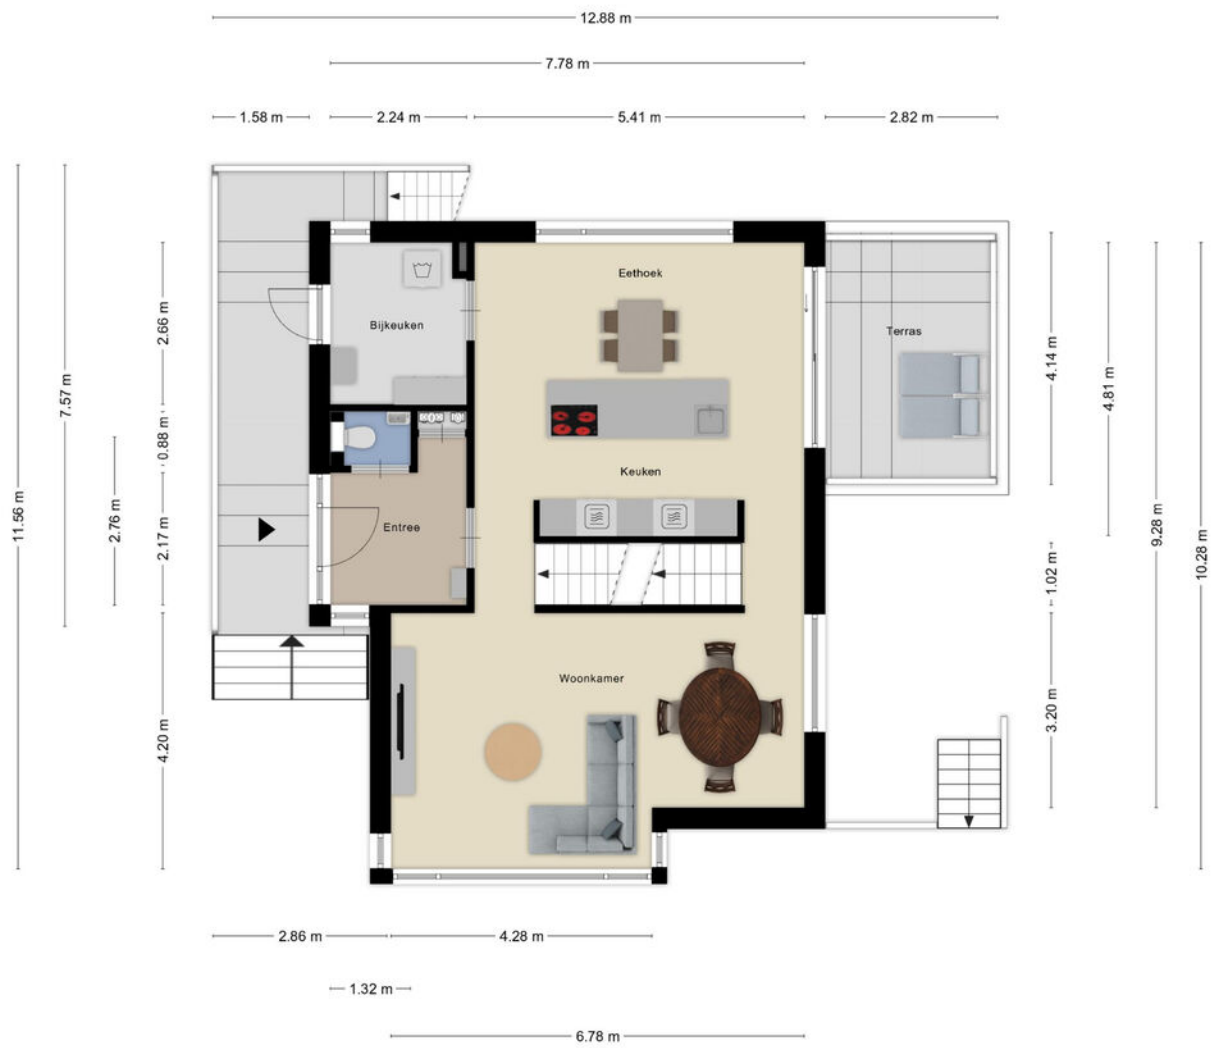 12.88 m
7.78 m
1.58 m
2.24 m
5.41 m
2.82 m
Eethoek
Bijkeuken
Terras
2.66 m
4.14 m
4.81 m
7.57 m
0.88 m
Keuken
11.56 m
2.76 m
2.17 m
Entree
9.28 m
10.28 m
1.02 m
Woonkamer
4.20 m
3.20 m
2.86 m
4.28 m
1.32 m
6.78 m